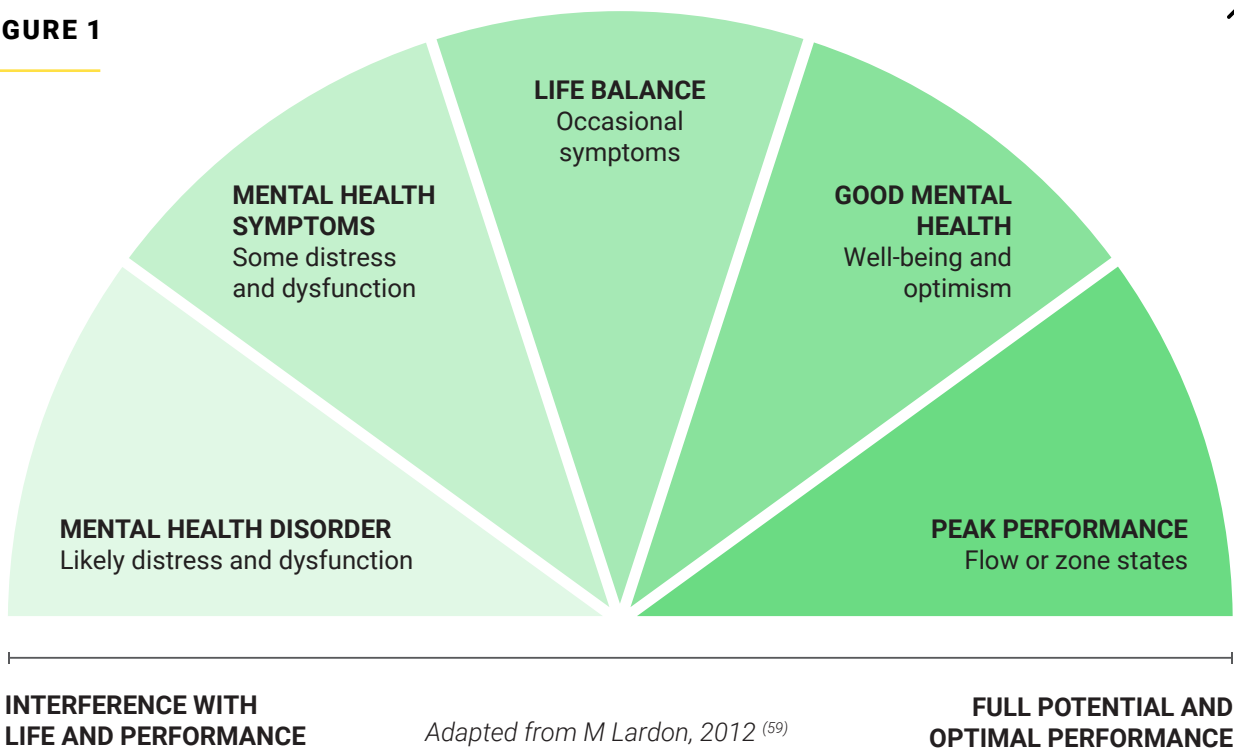 GURE 1
LIFE BALANCE
Occasional
symptoms
MENTAL HEALTH
SYMPTOMS
Some distress
and dysfunction
GOOD MENTAL
HEALTH
Well-being and
optimism
MENTAL HEALTH DISORDER
Likely distress and dysfunction
PEAK PERFORMANCE
Flow or zone states
INTERFERENCE WITH
LIFE AND PERFORMANCE
Adapted from M Lardon, 2012 (59)
FULL POTENTIAL AND
OPTIMAL PERFORMANCE